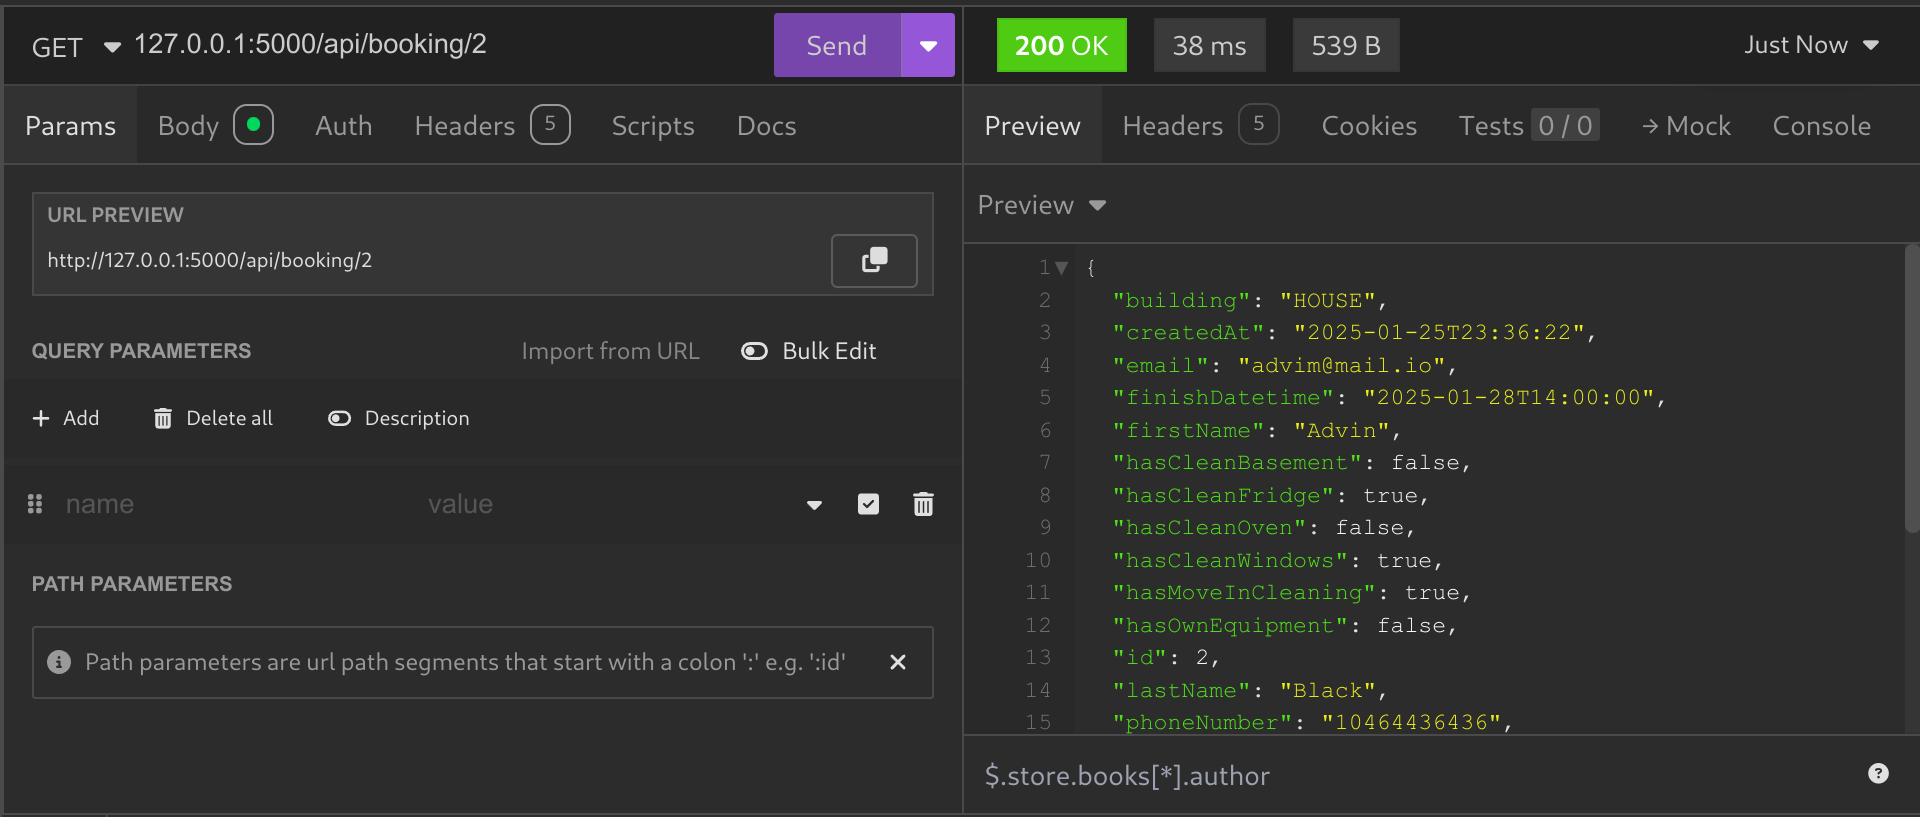 GET 127.0.0.1:5000/api/booking/2 Send
200 OK 38 ms 539 B Just Now
Params Body Auth Headers 5 Scripts Docs
Preview Headers 5 Cookies Tests 0 / 0 → Mock Console
URL PREVIEW
http://127.0.0.1:5000/api/booking/2
QUERY PARAMETERS Import from URL Bulk Edit
+ Add Delete all Description
name value
PATH PARAMETERS
Path parameters are url path segments that start with a colon ':' e.g. ':id'
Preview
1 {
2 "building": "HOUSE",
3 "createdAt": "2025-01-25T23:36:22",
4 "email": "advim@mail.io",
5 "finishDatetime": "2025-01-28T14:00:00",
6 "firstName": "Advin",
7 "hasCleanBasement": false,
8 "hasCleanFridge": true,
9 "hasCleanOven": false,
10 "hasCleanWindows": true,
11 "hasMoveInCleaning": true,
12 "hasOwnEquipment": false,
13 "id": 2,
14 "lastName": "Black",
15 "phoneNumber": "10464436436",
$.store.books[*].author